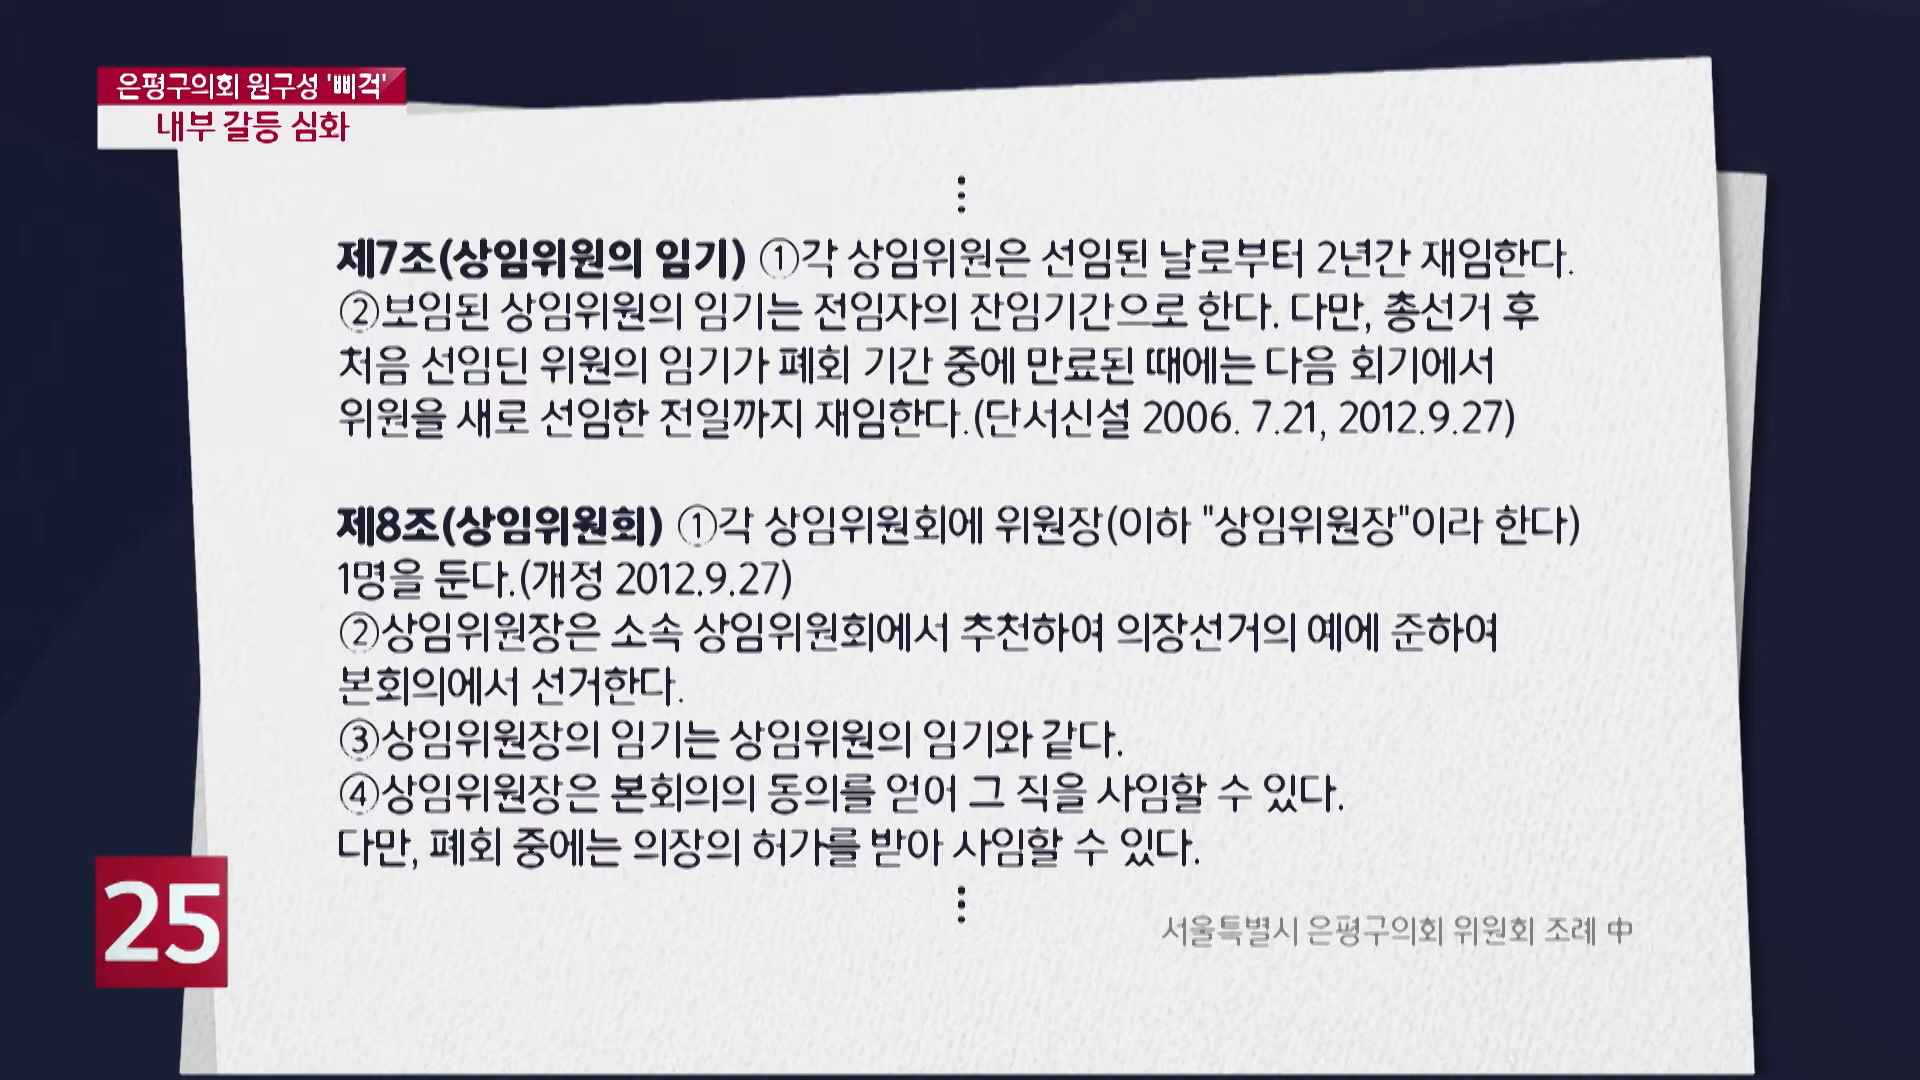 은평구의회 원구성 '삐걱'
내부 갈등 심화
⋮
제7조(상임위원의 임기) ①각 상임위원은 선임된 날로부터 2년간 재임한다.
②보임된 상임위원의 임기는 전임자의 잔임기간으로 한다. 다만, 총선거 후
처음 선임딘 위원의 임기가 폐회 기간 중에 만료된 때에는 다음 회기에서
위원을 새로 선임한 전일까지 재임한다.(단서신설 2006. 7.21, 2012.9.27)
제8조(상임위원회) ①각 상임위원회에 위원장(이하 "상임위원장"이라 한다)
1명을 둔다.(개정 2012.9.27)
②상임위원장은 소속 상임위원회에서 추천하여 의장선거의 예에 준하여
본회의에서 선거한다.
③상임위원장의 임기는 상임위원의 임기와 같다.
④상임위원장은 본회의의 동의를 얻어 그 직을 사임할 수 있다.
다만, 폐회 중에는 의장의 허가를 받아 사임할 수 있다.
⋮
서울특별시 은평구의회 위원회 조례 中
25